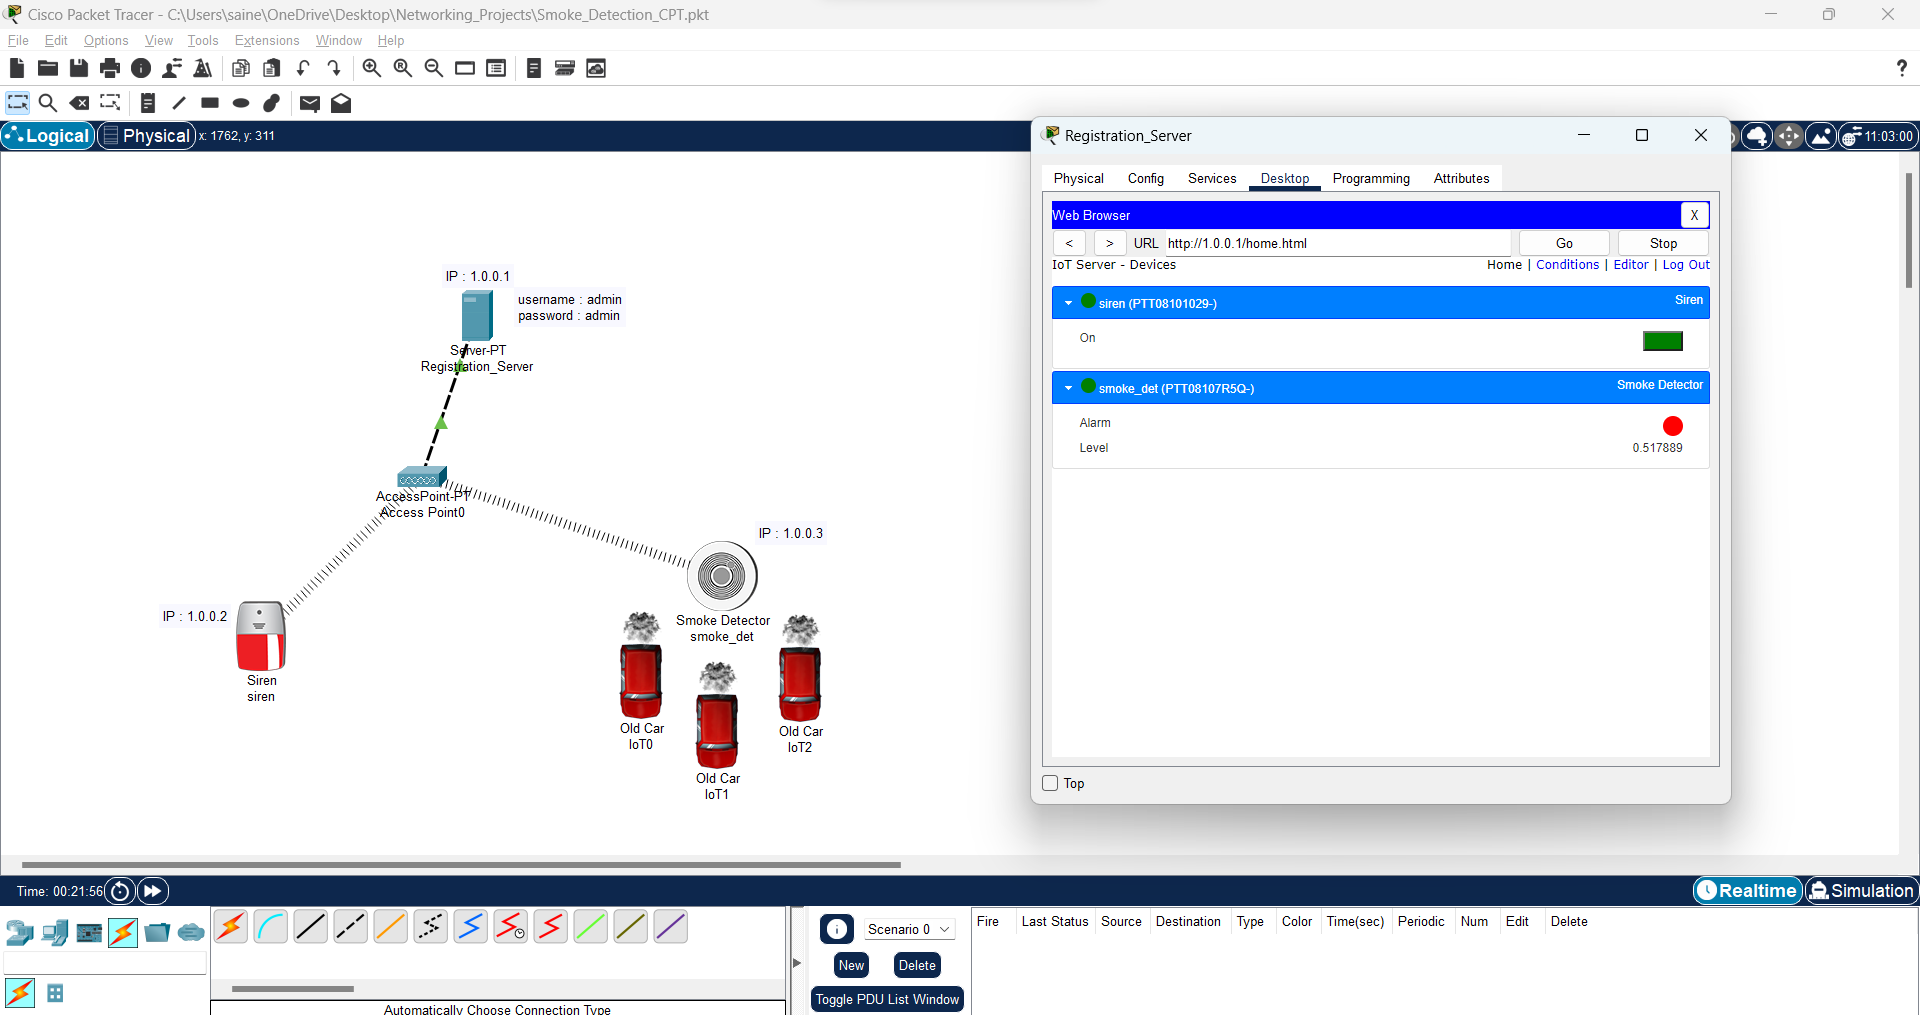 Cisco Packet Tracer - C:\Users\saine\OneDrive\Desktop\Networking_Projects\Smoke_Detection_CPT.pkt
File Edit Options View Tools Extensions Window Help
?
Logical Physical x: 1762, y: 311
11:03:00
IP : 1.0.0.1
username : admin
password : admin
Server-PT
Registration_Server
AccessPoint-PT
Access Point0
IP : 1.0.0.3
Smoke Detector
smoke_det
IP : 1.0.0.2
Siren
siren
Old Car
IoT0
Old Car
IoT1
Old Car
IoT2
Registration_Server
Physical Config Services Desktop Programming Attributes
Web Browser X
< > URL http://1.0.0.1/home.html Go Stop
IoT Server - Devices Home | Conditions | Editor | Log Out
siren (PTT08101029-) Siren
On
smoke_det (PTT08107R5Q-) Smoke Detector
Alarm
Level 0.517889
Top
Time: 00:21:56 Realtime Simulation
Scenario 0
New Delete
Toggle PDU List Window
Fire Last Status Source Destination Type Color Time(sec) Periodic Num Edit Delete
Automatically Choose Connection Type